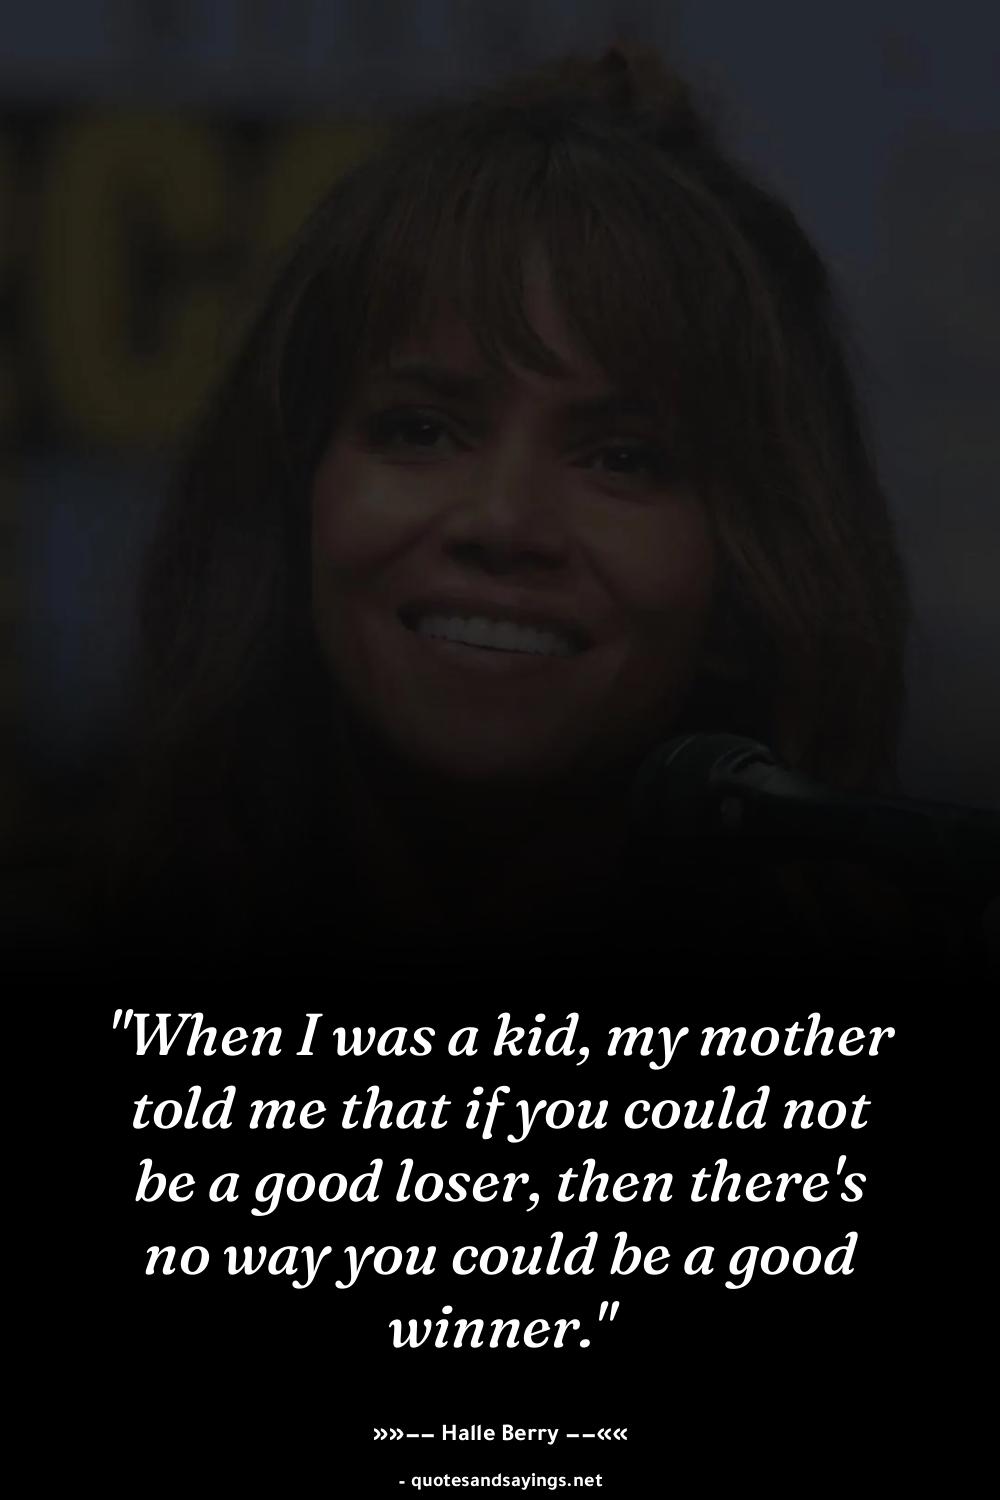 "When I was a kid, my mother
told me that if you could not
be a good loser, then there's
no way you could be a good
winner."
»»−− Halle Berry −−««
- quotesandsayings.net